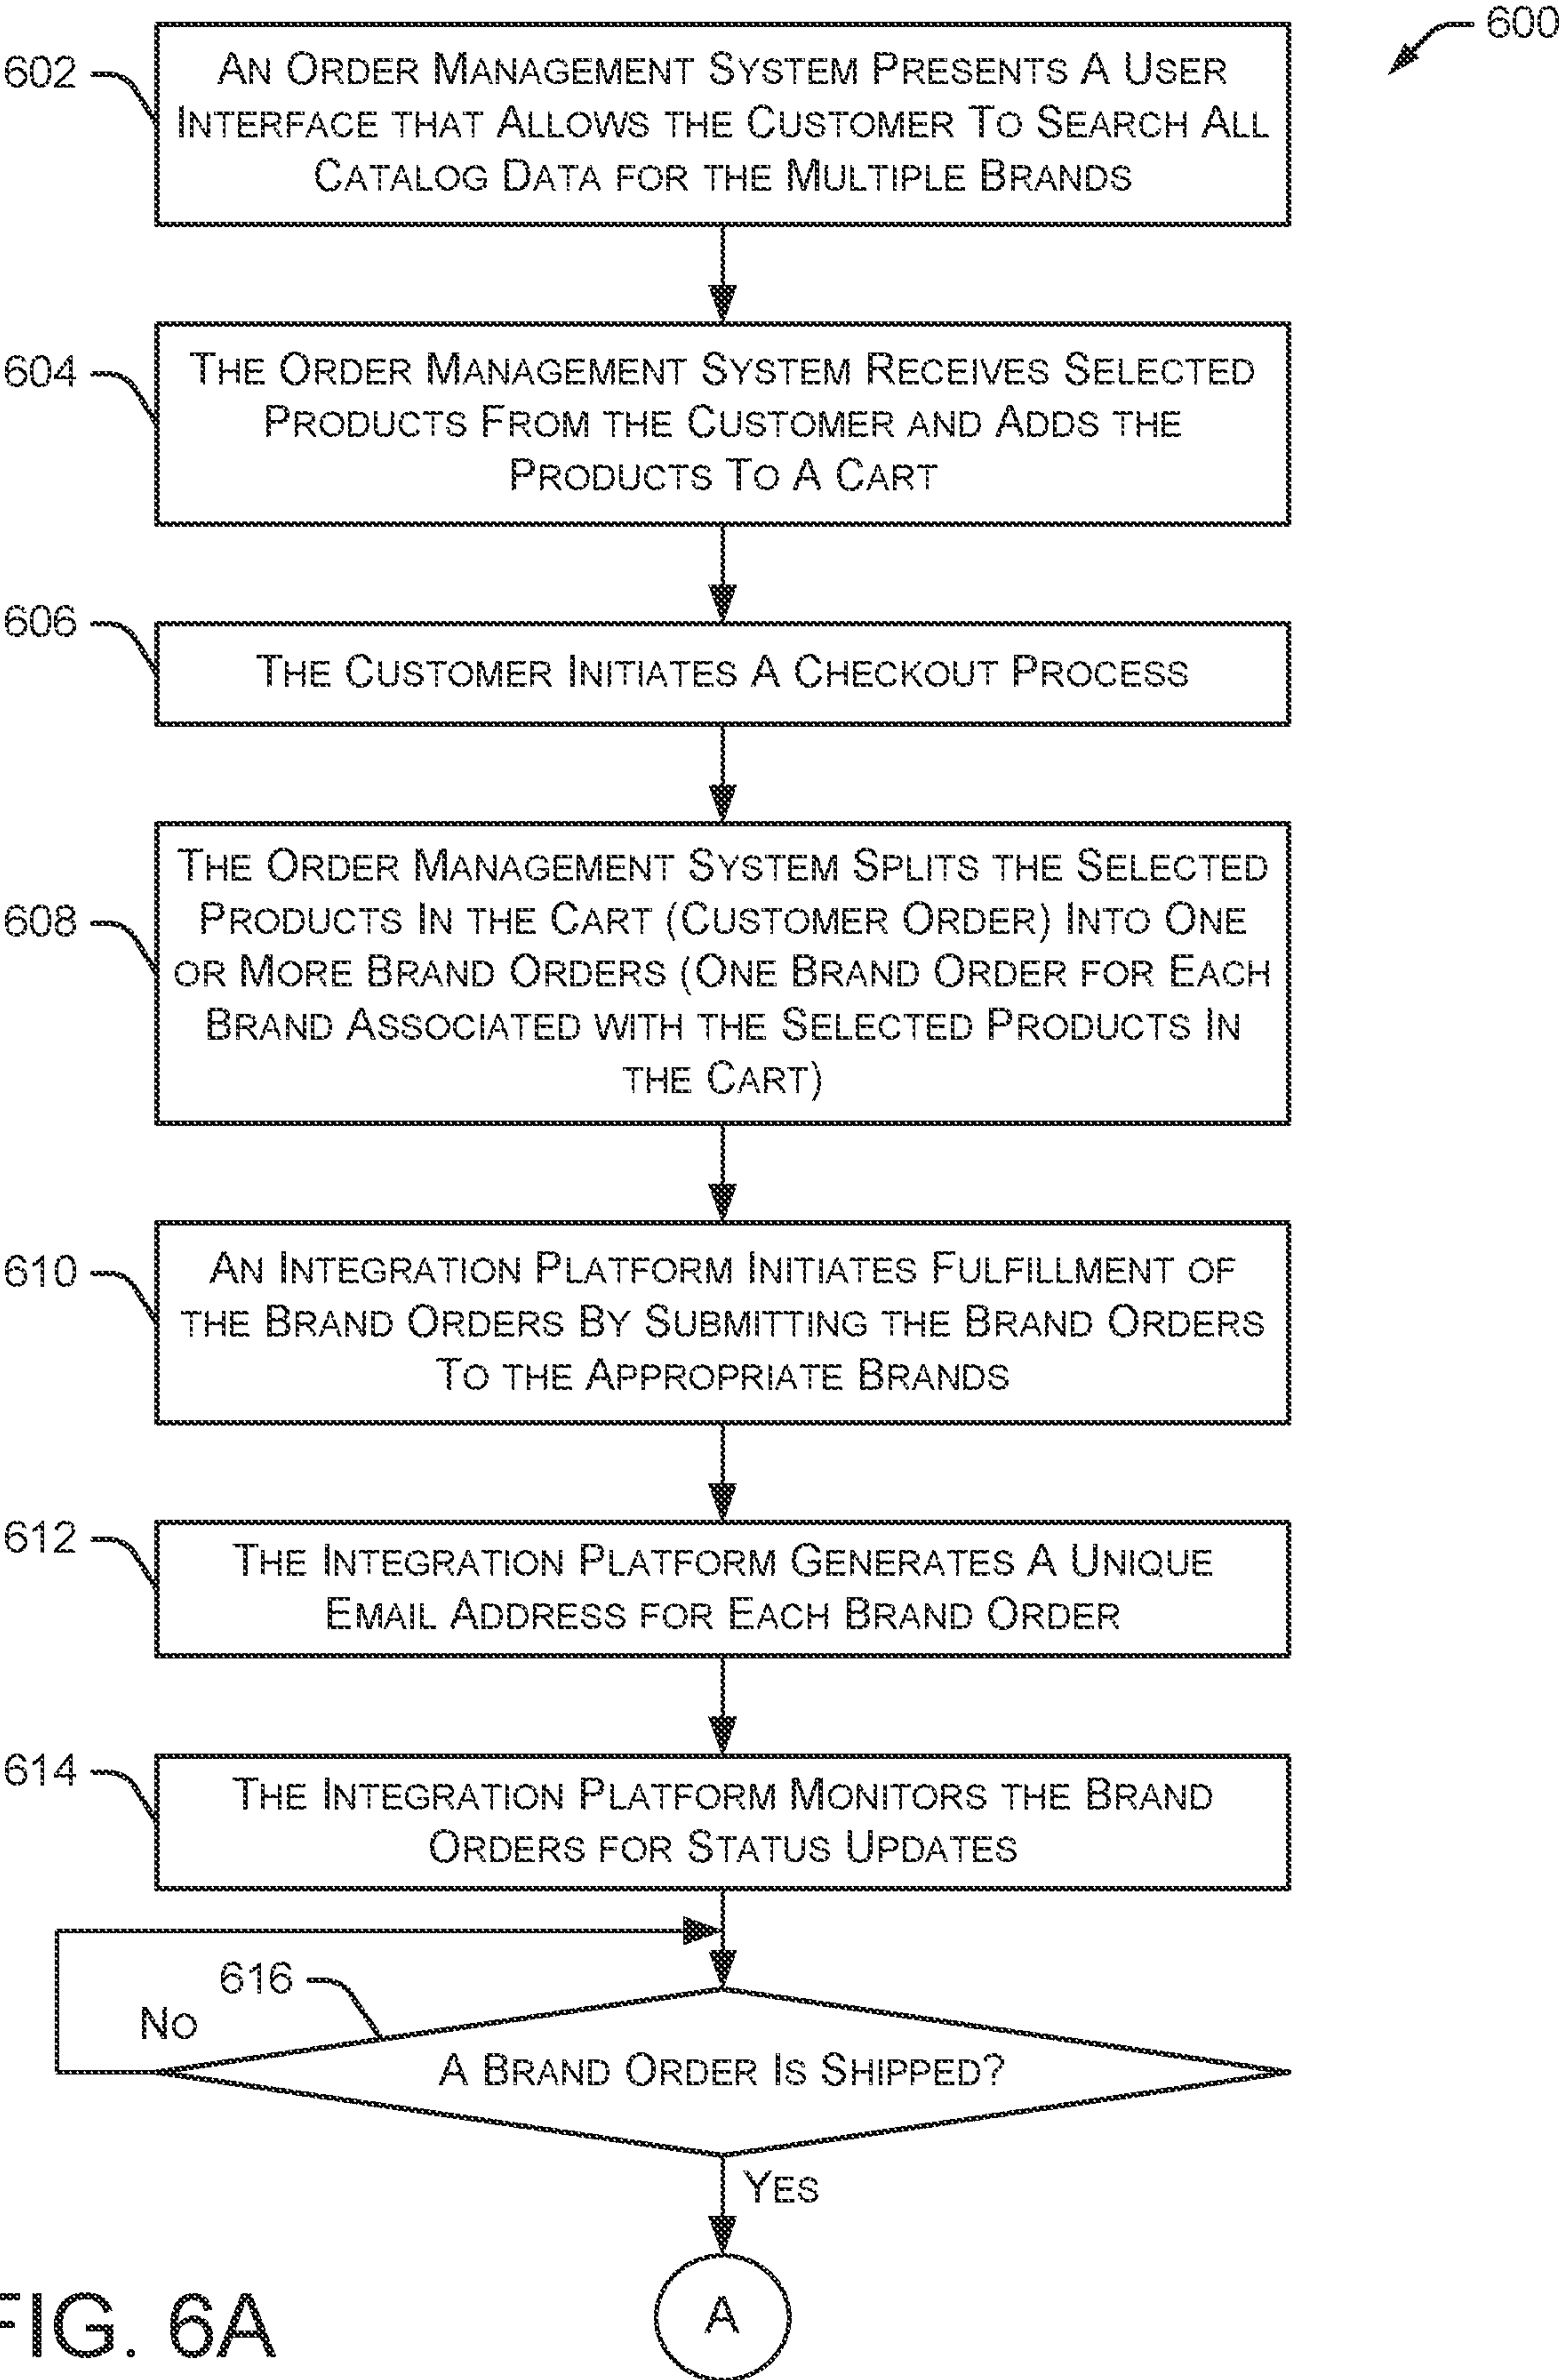 600
602
AN ORDER MANAGEMENT SYSTEM PRESENTS A USER
INTERFACE THAT ALLOWS THE CUSTOMER TO SEARCH ALL
CATALOG DATA FOR THE MULTIPLE BRANDS
604
THE ORDER MANAGEMENT SYSTEM RECEIVES SELECTED
PRODUCTS FROM THE CUSTOMER AND ADDS THE
PRODUCTS TO A CART
606
THE CUSTOMER INITIATES A CHECKOUT PROCESS
608
THE ORDER MANAGEMENT SYSTEM SPLITS THE SELECTED
PRODUCTS IN THE CART (CUSTOMER ORDER) INTO ONE
OR MORE BRAND ORDERS (ONE BRAND ORDER FOR EACH
BRAND ASSOCIATED WITH THE SELECTED PRODUCTS IN
THE CART)
610
AN INTEGRATION PLATFORM INITIATES FULFILLMENT OF
THE BRAND ORDERS BY SUBMITTING THE BRAND ORDERS
TO THE APPROPRIATE BRANDS
612
THE INTEGRATION PLATFORM GENERATES A UNIQUE
EMAIL ADDRESS FOR EACH BRAND ORDER
614
THE INTEGRATION PLATFORM MONITORS THE BRAND
ORDERS FOR STATUS UPDATES
616
NO
A BRAND ORDER IS SHIPPED?
YES
A
FIG. 6A